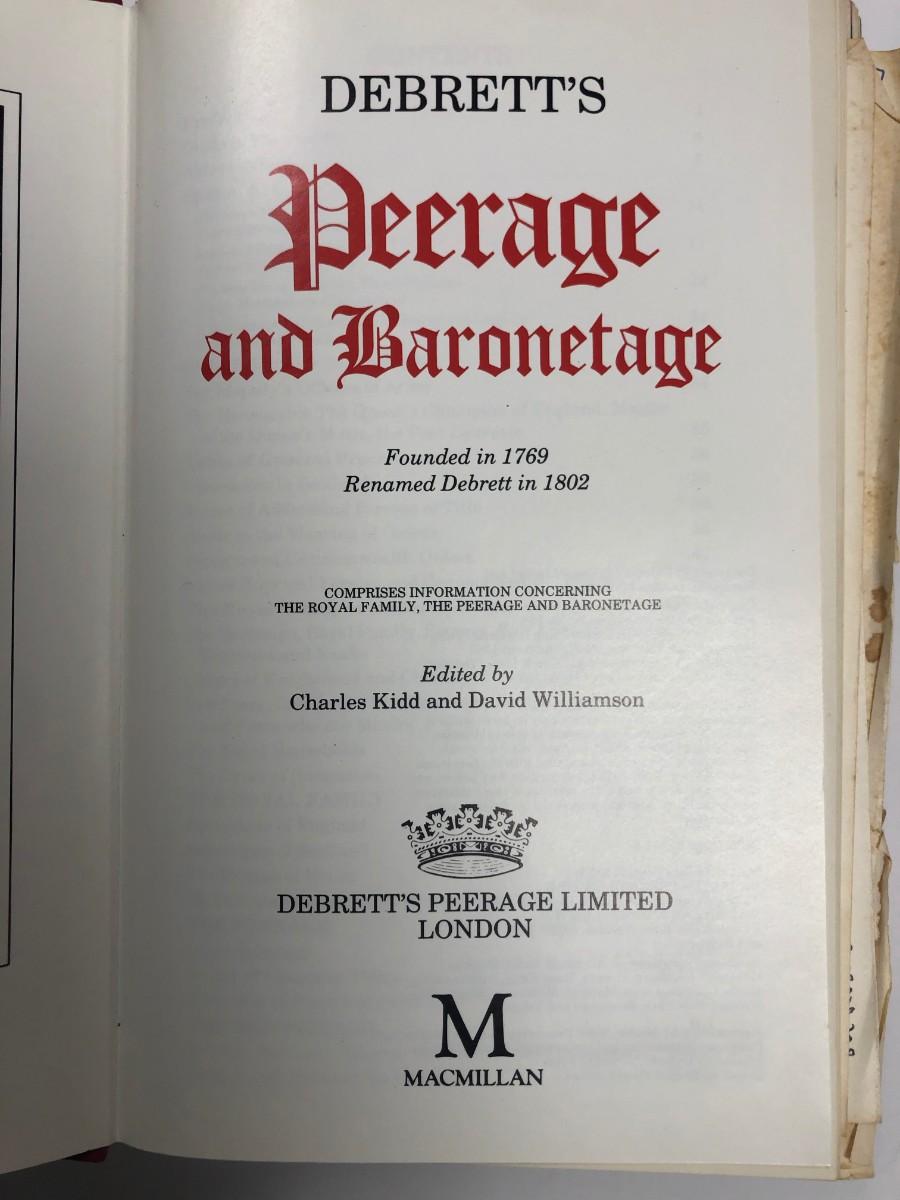 DEBRETT'S
Peerage
and Baronetage
Founded in 1769
Renamed Debrett in 1802
COMPRISES INFORMATION CONCERNING
THE ROYAL FAMILY, THE PEERAGE AND BARONETAGE
Edited by
Charles Kidd and David Williamson
DEBRETT'S PEERAGE LIMITED
LONDON
M
MACMILLAN